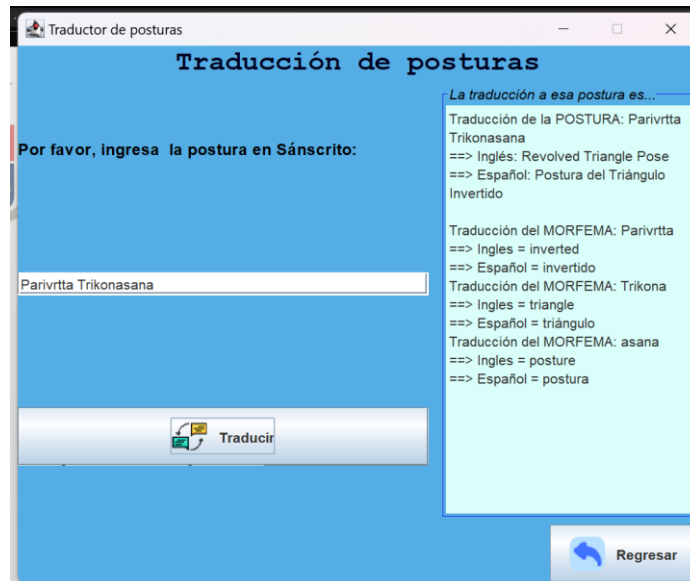 Traductor de posturas
Traducción de posturas
Por favor, ingresa la postura en Sánscrito:
Parivrtta Trikonasana
Traducir
La traducción a esa postura es...
Traducción de la POSTURA: Parivrtta
Trikonasana
==> Inglés: Revolved Triangle Pose
==> Español: Postura del Triángulo
Invertido
Traducción del MORFEMA: Parivrtta
==> Ingles = inverted
==> Español = invertido
Traducción del MORFEMA: Trikona
==> Ingles = triangle
==> Español = triángulo
Traducción del MORFEMA: asana
==> Ingles = posture
==> Español = postura
Regresar